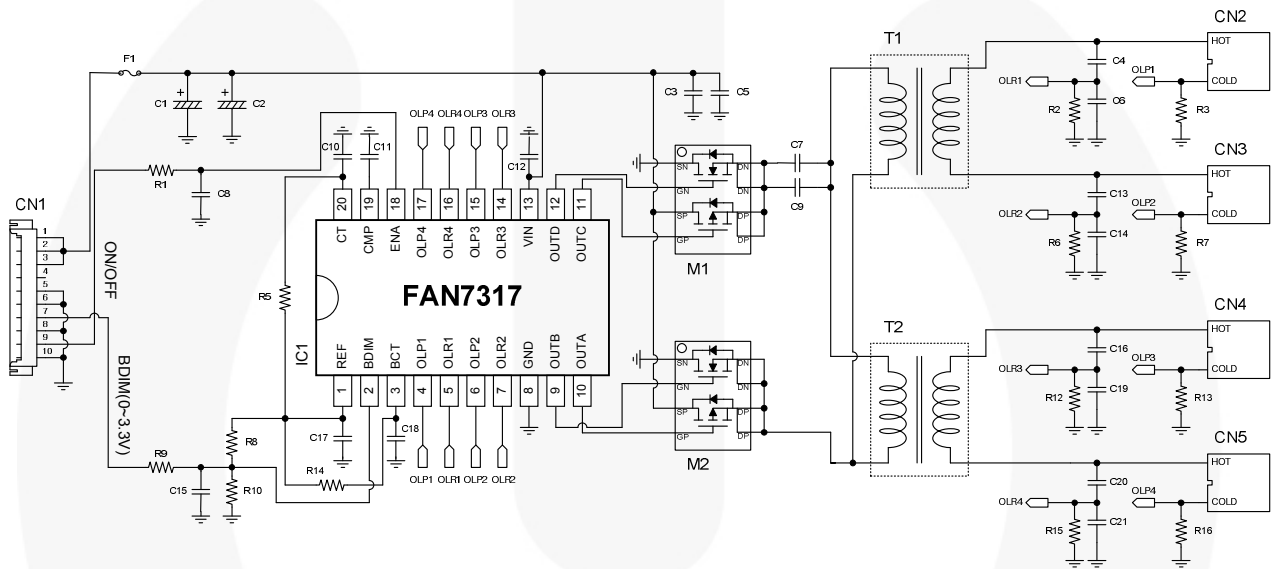 CN2
F1
T1
HOT
C4
OLR1
OLP1
COLD
C1
+
C2
+
C3
C5
R2
C6
R3
OLP4
OLR4
OLP3
OLR3
C10
C11
C12
C7
C9
SN
DN
GN
DN
SP
DP
GP
DP
M1
CN3
HOT
C13
OLR2
OLP2
COLD
R6
C14
R7
R1
C8
CN1
1
2
3
4
5
6
7
8
9
10
ON/OFF
BDIM(0~3.3V)
20
19
18
17
16
15
14
13
12
11
CT
CMP
ENA
OLP4
OLR4
OLP3
OLR3
VIN
OUTD
OUTC
R5
FAN7317
IC1
REF
BDIM
BCT
OLP1
OLR1
OLP2
OLR2
GND
OUTB
OUTA
1
2
3
4
5
6
7
8
9
10
T2
CN4
HOT
C16
OLR3
OLP3
COLD
R12
C19
R13
SN
DN
GN
DN
SP
DP
GP
DP
M2
R8
C17
C18
R9
R14
C15
R10
OLP1
OLR1
OLP2
OLR2
CN5
HOT
C20
OLR4
OLP4
COLD
R15
C21
R16